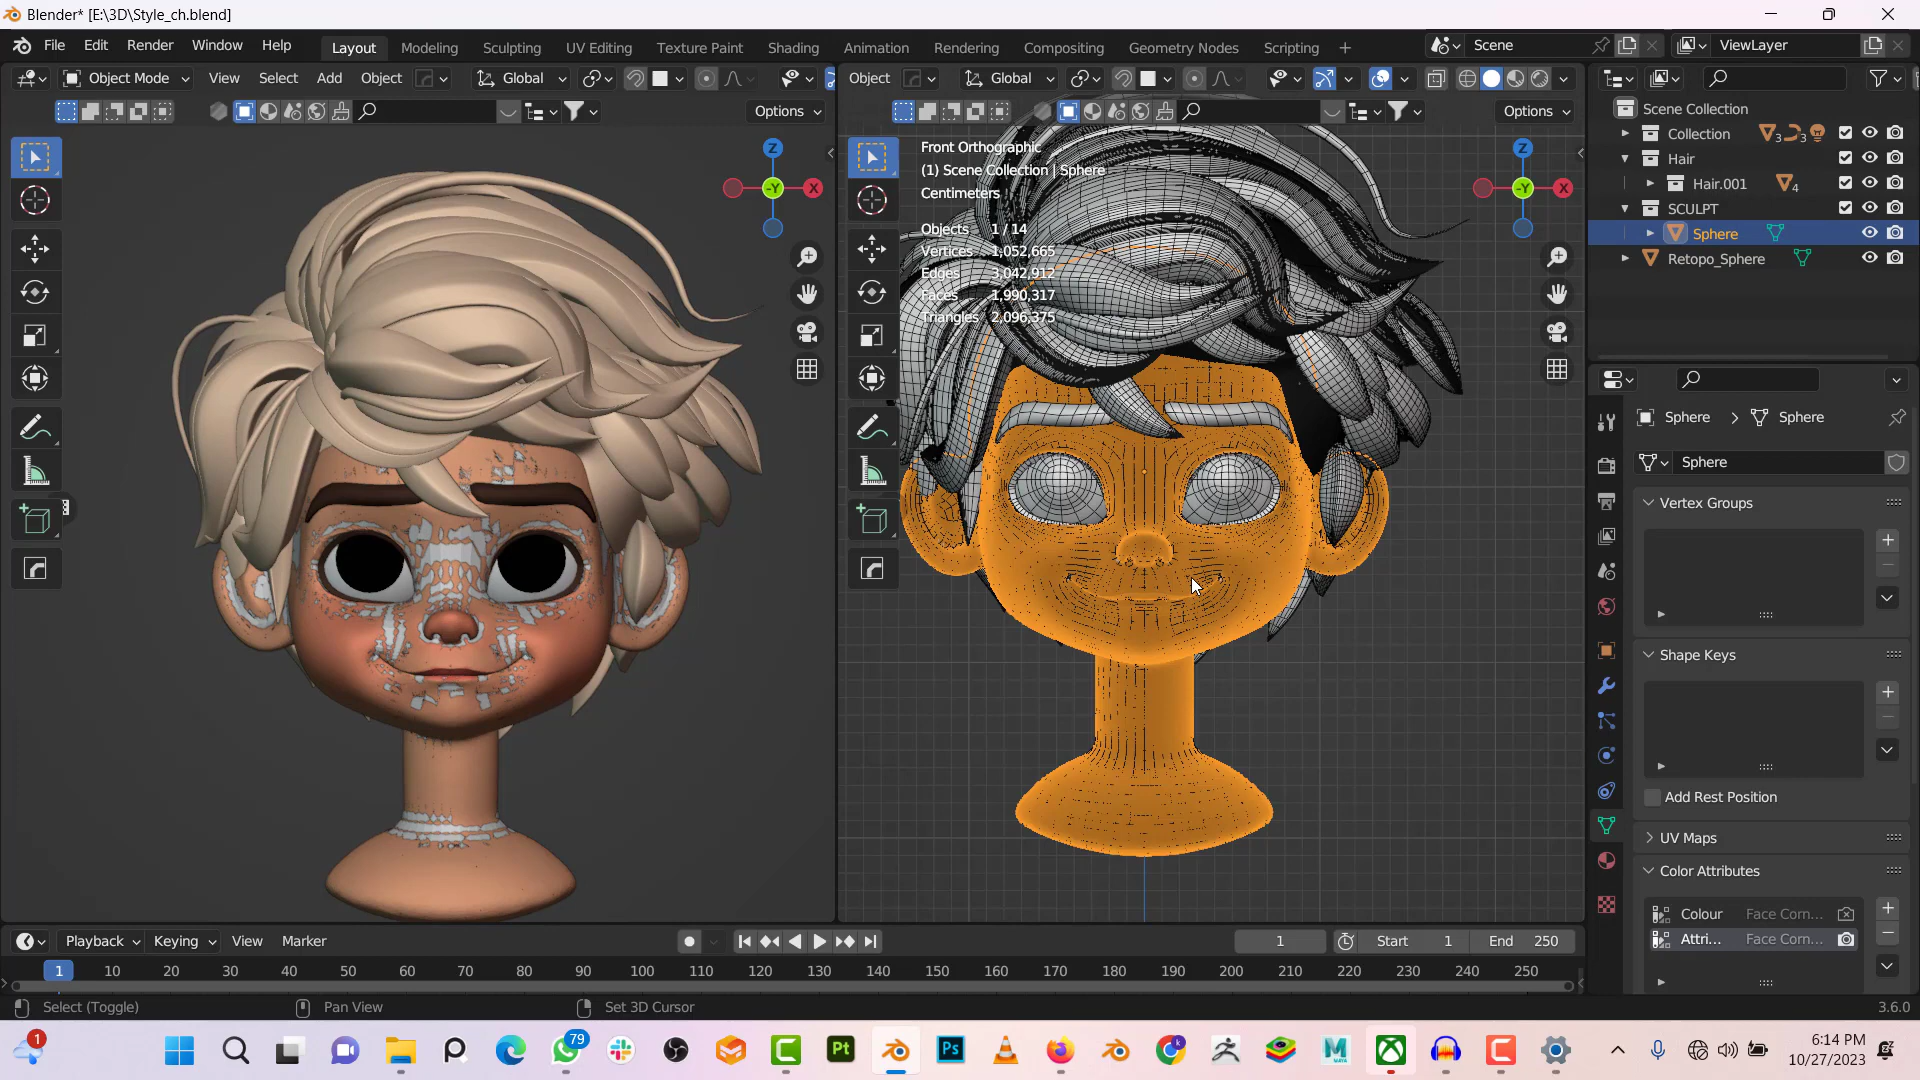 Blender* [E:\3D\Style_ch.blend]
File Edit Render Window Help Layout Modeling Sculpting UV Editing Texture Paint Shading Animation Rendering Compositing Geometry Nodes Scripting + Scene ViewLayer
Object Mode View Select Add Object Global Object Global
Options Options
Scene Collection
Collection 3 3
Hair
Hair.001 4
SCULPT
Sphere
Retopo_Sphere
Z
X
-Y
Front Orthographic
(1) Scene Collection | Sphere
Centimeters
Objects 1 / 14
Vertices 1,052,665
Edges 3,042,912
Faces 1,990,317
Triangles 2,096,375
Z
X
-Y
Sphere > Sphere
Sphere
Vertex Groups
Shape Keys
Add Rest Position
UV Maps
Color Attributes
Colour Face Corn...
Attri... Face Corn...
Playback Keying View Marker 1 Start 1 End 250
1 10 20 30 40 50 60 70 80 90 100 110 120 130 140 150 160 170 180 190 200 210 220 230 240 250
Select (Toggle) Pan View Set 3D Cursor 3.6.0
1
79
Pt
Ps
k
6:14 PM
10/27/2023